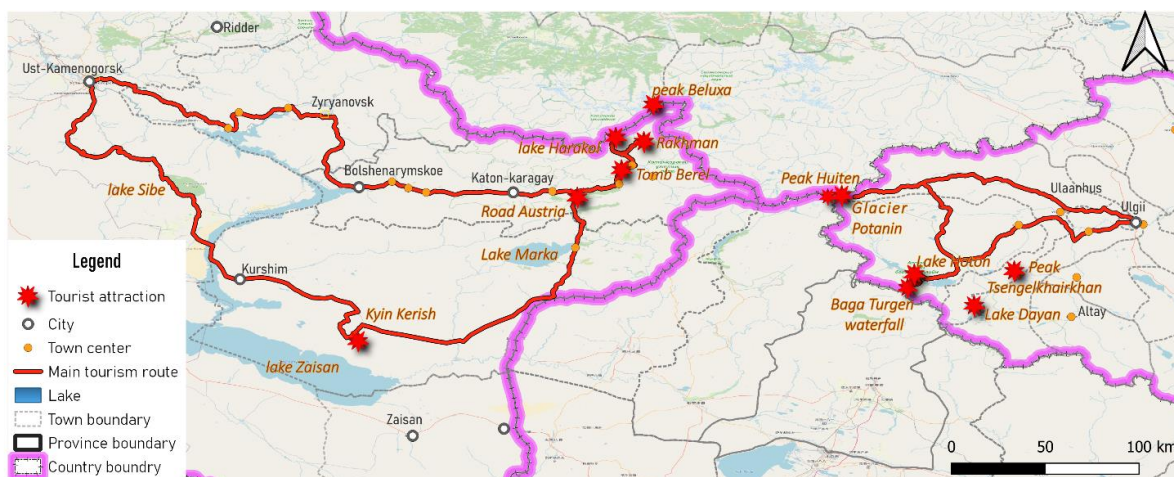 Ridder
Ust-Kamenogorsk
peak Beluxa
Zyryanovsk
lake Horokol
Rakhman
Bolshenarymskoe
Katon-karagay
Tomb Berel
Peak Huiten
Ulaanhus
lake Sibe
Road Austria
Glacier
Potanin
Ulgii
Lake Marka
Lake Hoton
Peak
Tsengelkhairkhan
Kurshim
Kyin Kerish
Baga Turgen
waterfall
Lake Dayan
Altay
lake Zaisan
Zaisan
Legend
Tourist attraction
City
Town center
Main tourism route
Lake
Town boundary
Province boundary
Country boundry
0 50 100 km